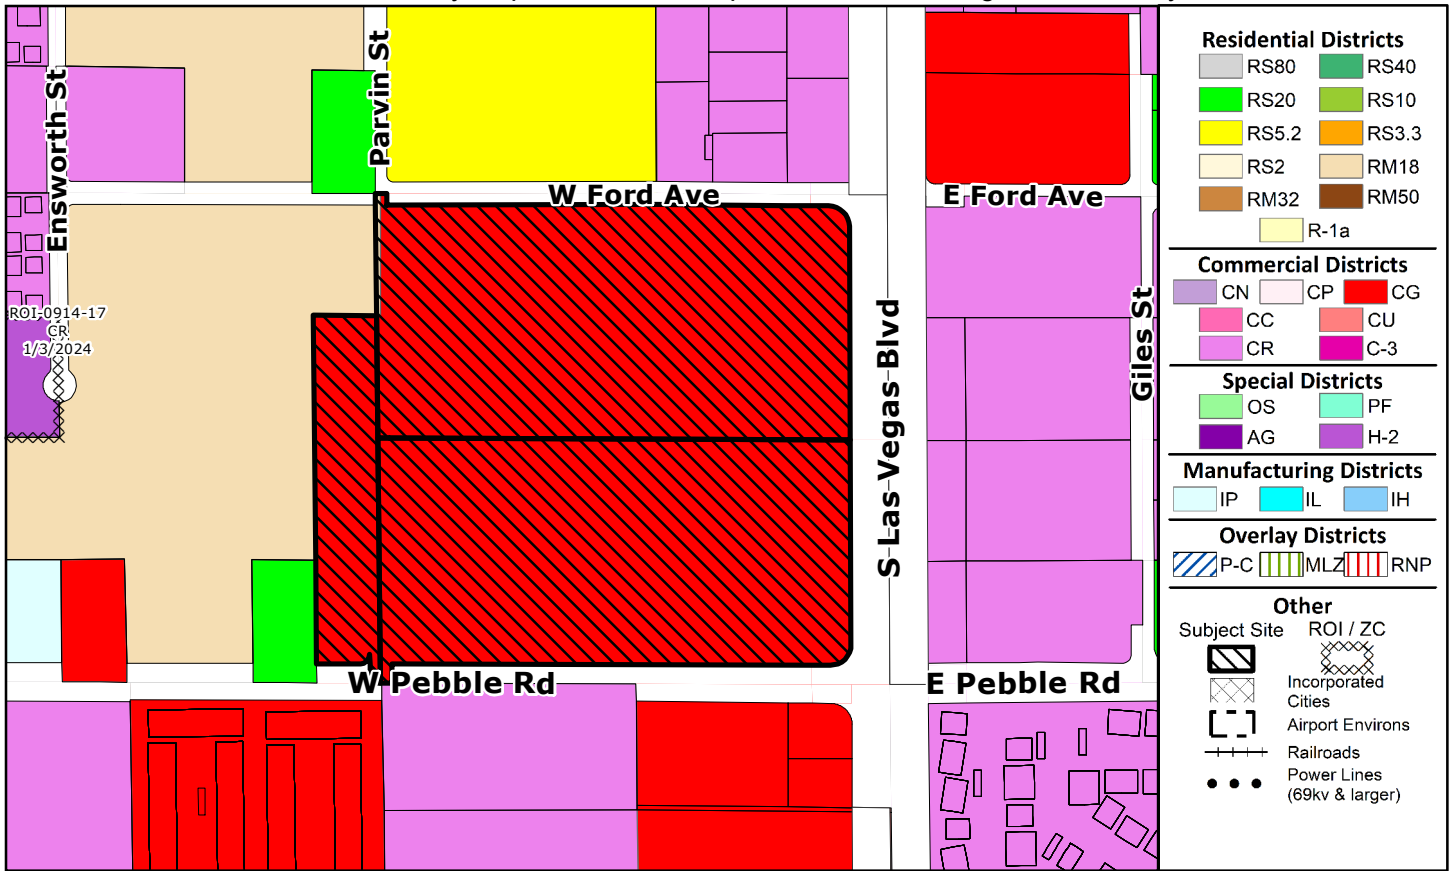 Ensworth St
Parvin St
W Ford Ave
E Ford Ave
S Las Vegas Blvd
Giles St
ROI-0914-17
CR
1/3/2024
W Pebble Rd
E Pebble Rd
Residential Districts
RS80 RS40
RS20 RS10
RS5.2 RS3.3
RS2 RM18
RM32 RM50
R-1a
Commercial Districts
CN CP CG
CC CU
CR C-3
Special Districts
OS PF
AG H-2
Manufacturing Districts
IP IL IH
Overlay Districts
P-C MLZ RNP
Other
Subject Site ROI / ZC
Incorporated
Cities
Airport Environs
Railroads
Power Lines
(69kv & larger)